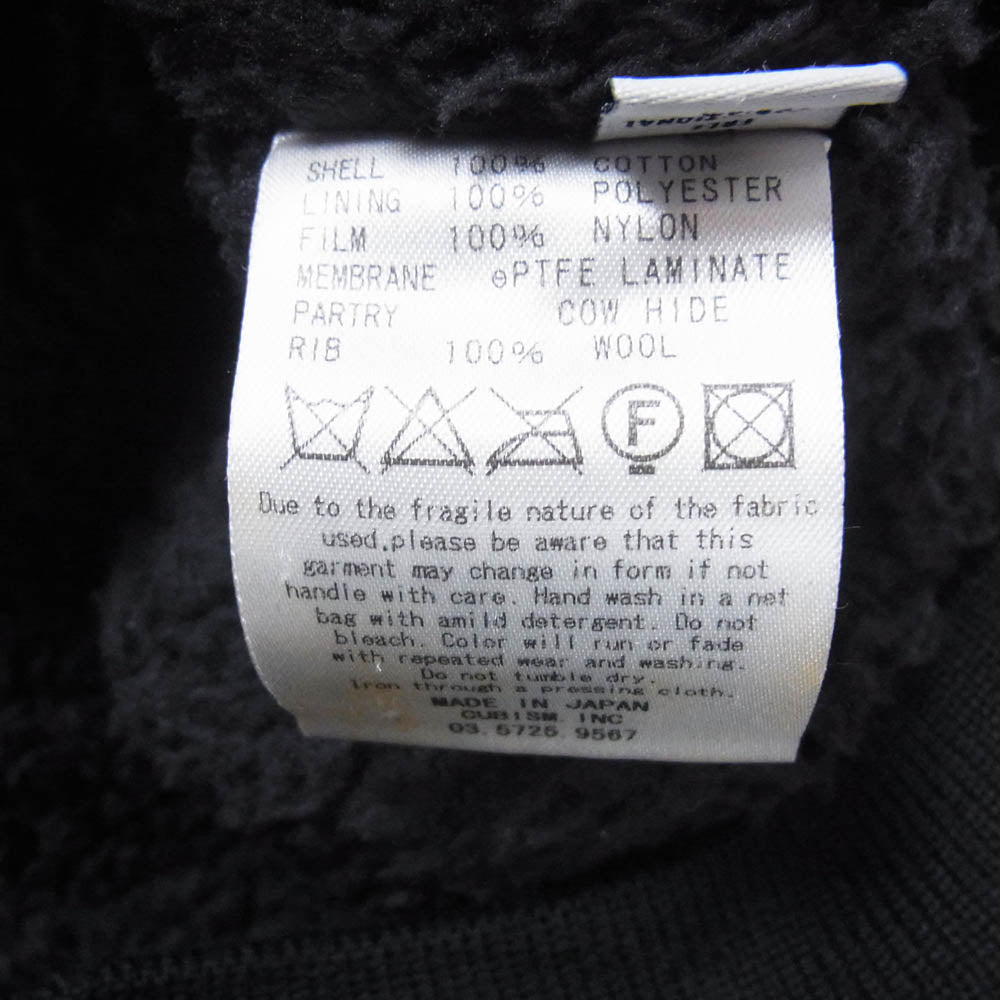 SHELL 100% COTTON
LINING 100% POLYESTER
FILM 100% NYLON
MEMBRANE ePTFE LAMINATE
PARTRY COW HIDE
RIB 100% WOOL
F
Due to the fragile nature of the fabric
used,please be aware that this
garment may change in form if not
handle with care. Hand wash in a net
bag with amild detergent. Do not
bleach. Color will run or fade
with repeated wear and washing.
Do not tumble dry.
Iron through a pressing cloth.
MADE IN JAPAN
CUBISM INC
03.5725.9567